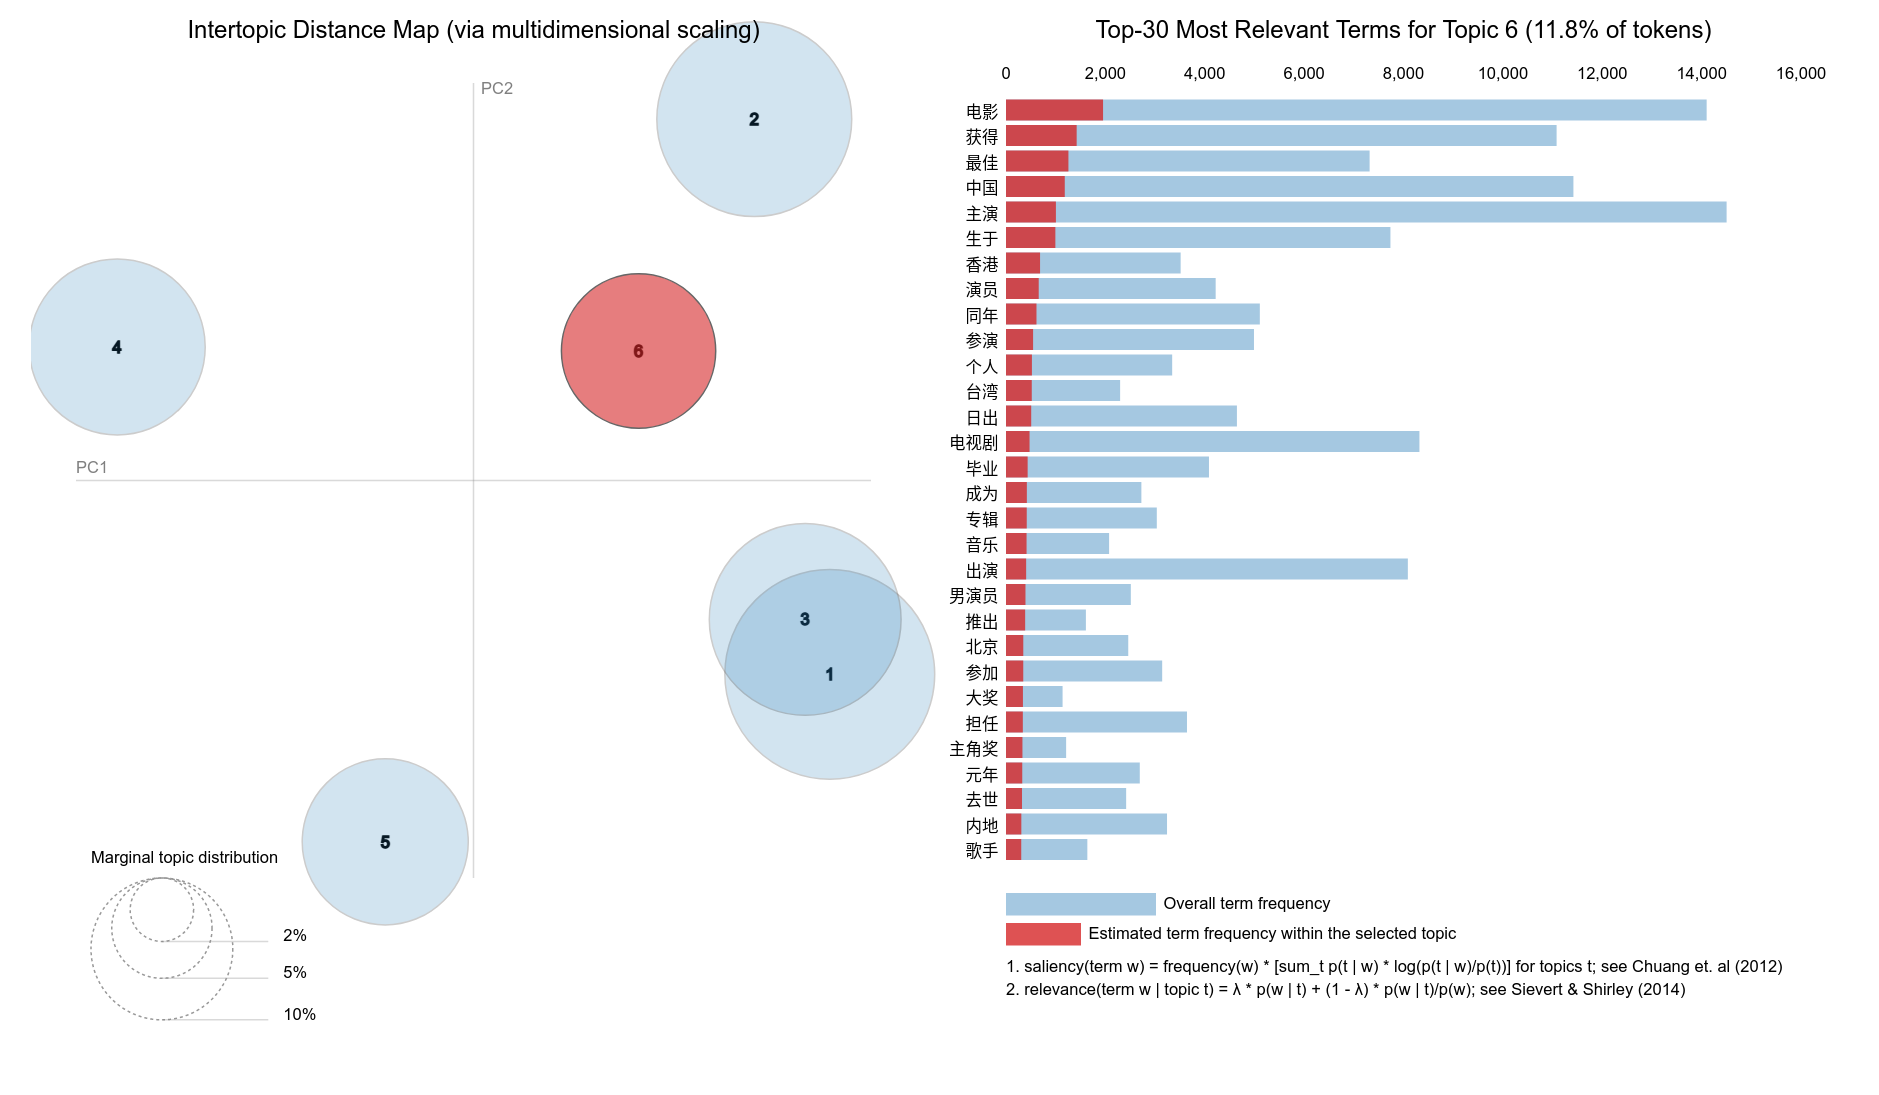 Intertopic Distance Map (via multidimensional scaling)
PC2
PC1
2
4
6
3
1
5
Marginal topic distribution
2%
5%
10%
Top-30 Most Relevant Terms for Topic 6 (11.8% of tokens)
0 2,000 4,000 6,000 8,000 10,000 12,000 14,000 16,000
电影
获得
最佳
中国
主演
生于
香港
演员
同年
参演
个人
台湾
日出
电视剧
毕业
成为
专辑
音乐
出演
男演员
推出
北京
参加
大奖
担任
主角奖
元年
去世
内地
歌手
Overall term frequency
Estimated term frequency within the selected topic
1. saliency(term w) = frequency(w) * [sum_t p(t | w) * log(p(t | w)/p(t))] for topics t; see Chuang et. al (2012)
2. relevance(term w | topic t) = λ * p(w | t) + (1 - λ) * p(w | t)/p(w); see Sievert & Shirley (2014)